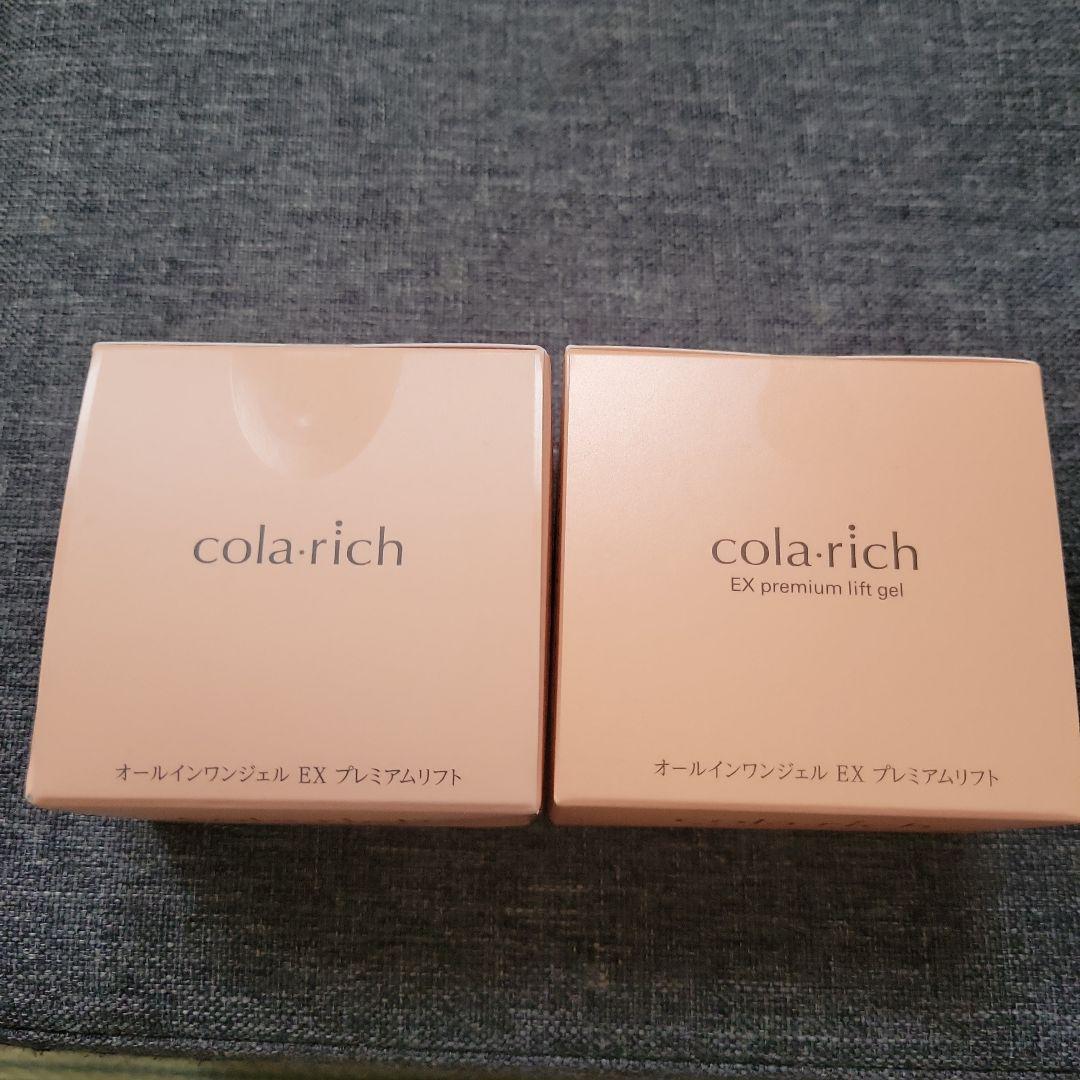 cola·rich
オールインワンジェル EX プレミアムリフト
cola·rich
EX premium lift gel
オールインワンジェル EX プレミアムリフト